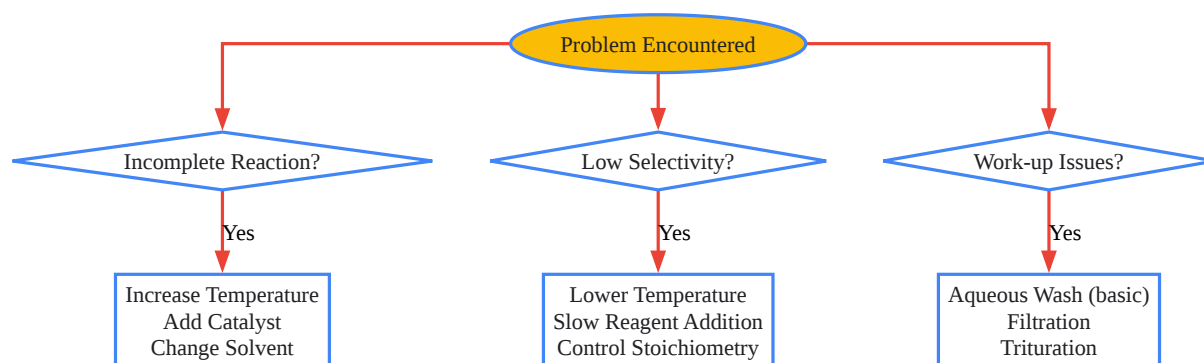 Problem Encountered
Incomplete Reaction?
Low Selectivity?
Work-up Issues?
Yes
Yes
Yes
Increase Temperature
Add Catalyst
Change Solvent
Lower Temperature
Slow Reagent Addition
Control Stoichiometry
Aqueous Wash (basic)
Filtration
Trituration